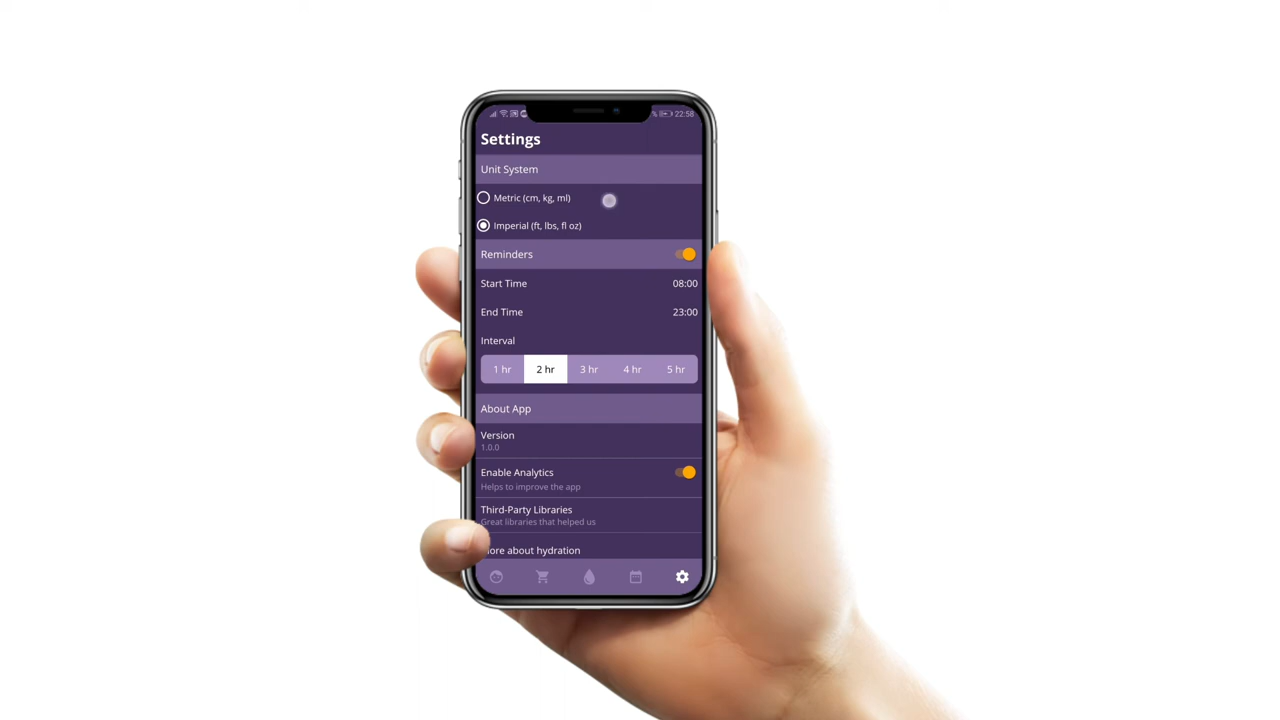 % 22:58
Settings
Unit System
Metric (cm, kg, ml)
Imperial (ft, lbs, fl oz)
Reminders
Start Time 08:00
End Time 23:00
Interval
1 hr 2 hr 3 hr 4 hr 5 hr
About App
Version
1.0.0
Enable Analytics
Helps to improve the app
Third-Party Libraries
Great libraries that helped us
ore about hydration